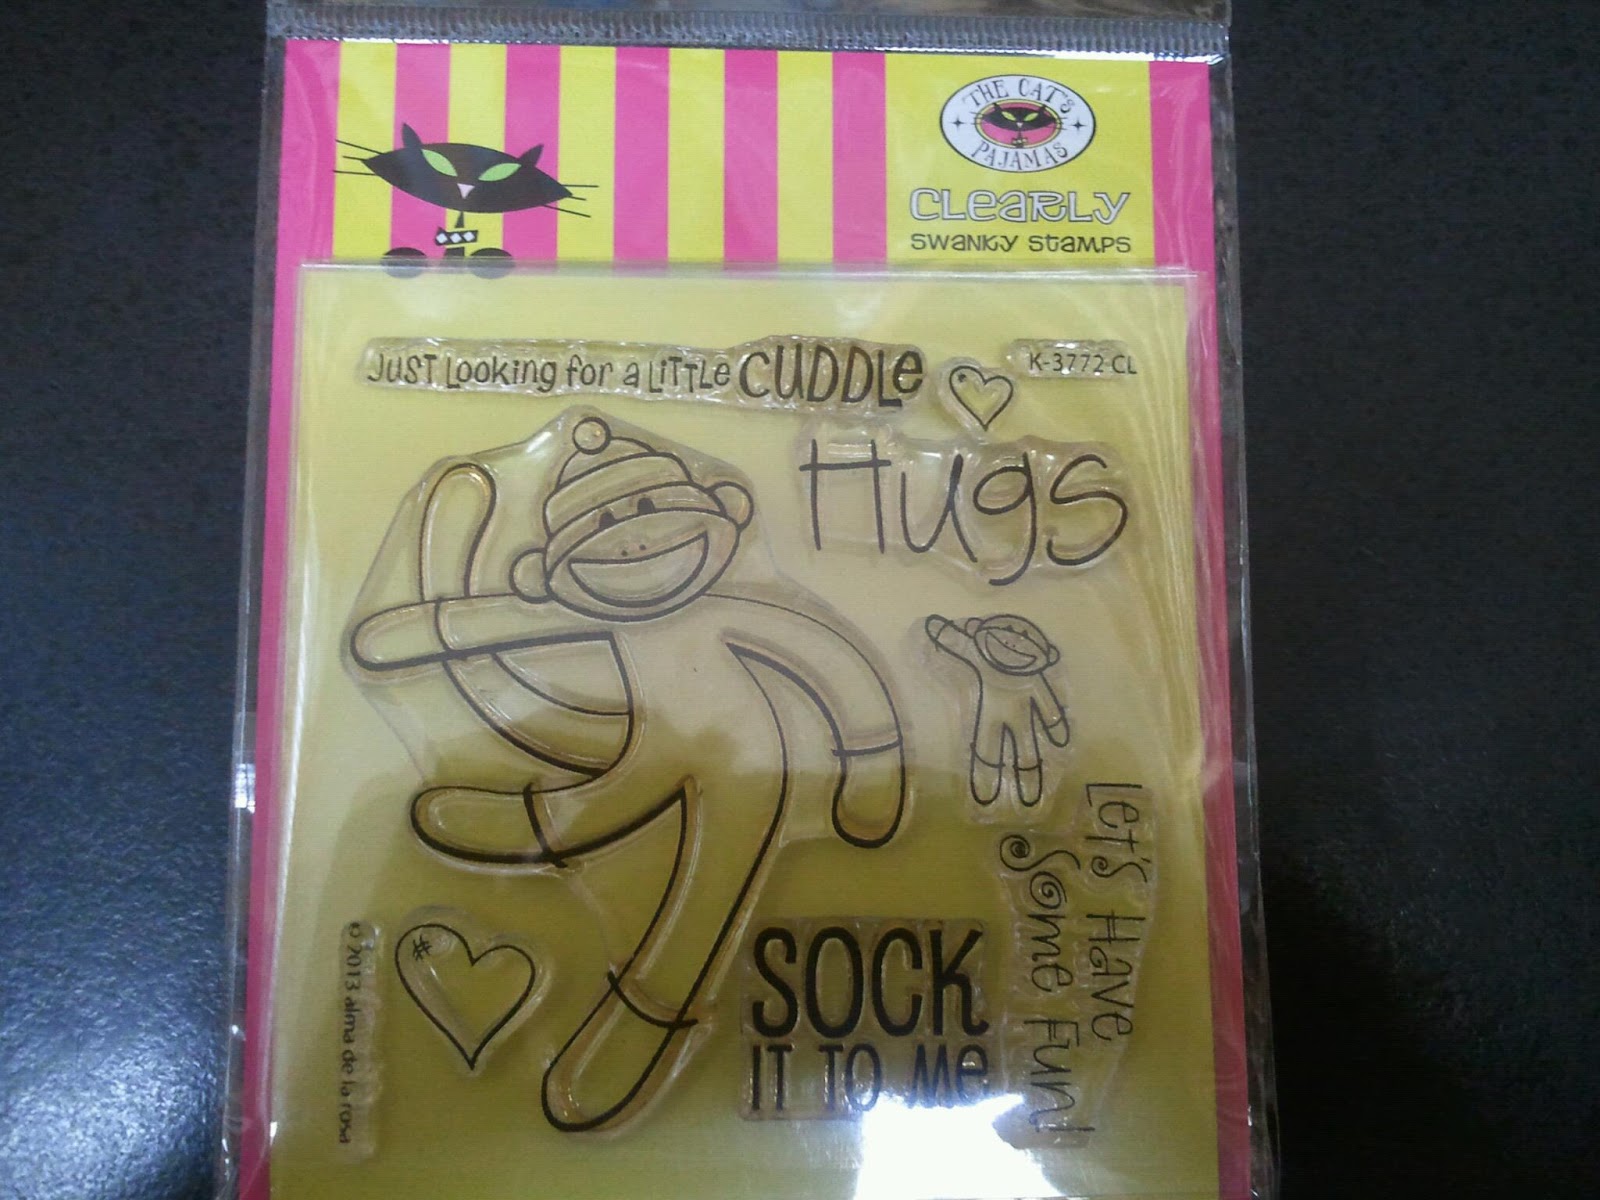 THE CAT'S
PAJAMAS
CLEARLY
SWANKY STAMPS
JUST LOOKING for a LITTLE CUDDLE
K-3772-CL
Hugs
Let's Have
Some Fun!
SOCK
IT TO Me
© 2013 alma de la rosa